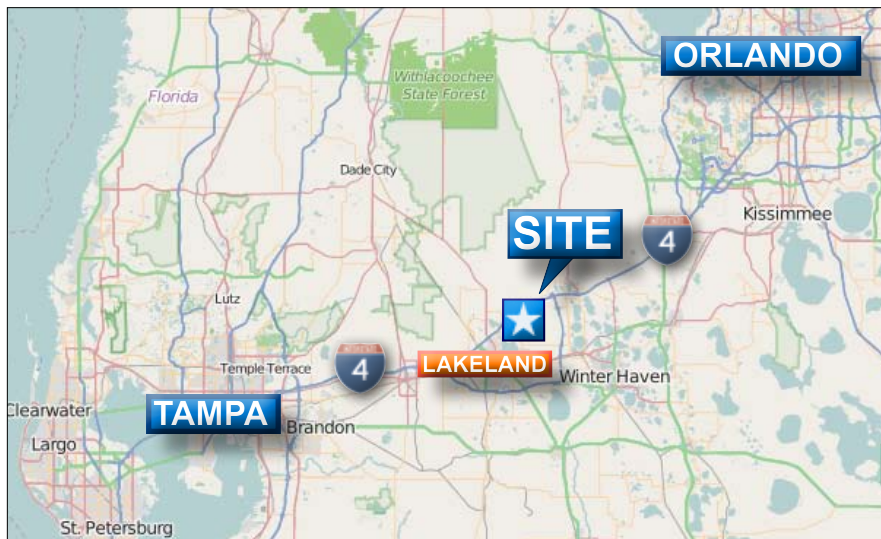 ORLANDO
Withlacoochee
State Forest
Florida
Dade City
Kissimmee
SITE
4
Lutz
LAKELAND
4
Temple Terrace
Winter Haven
Clearwater
TAMPA
Brandon
Largo
St. Petersburg